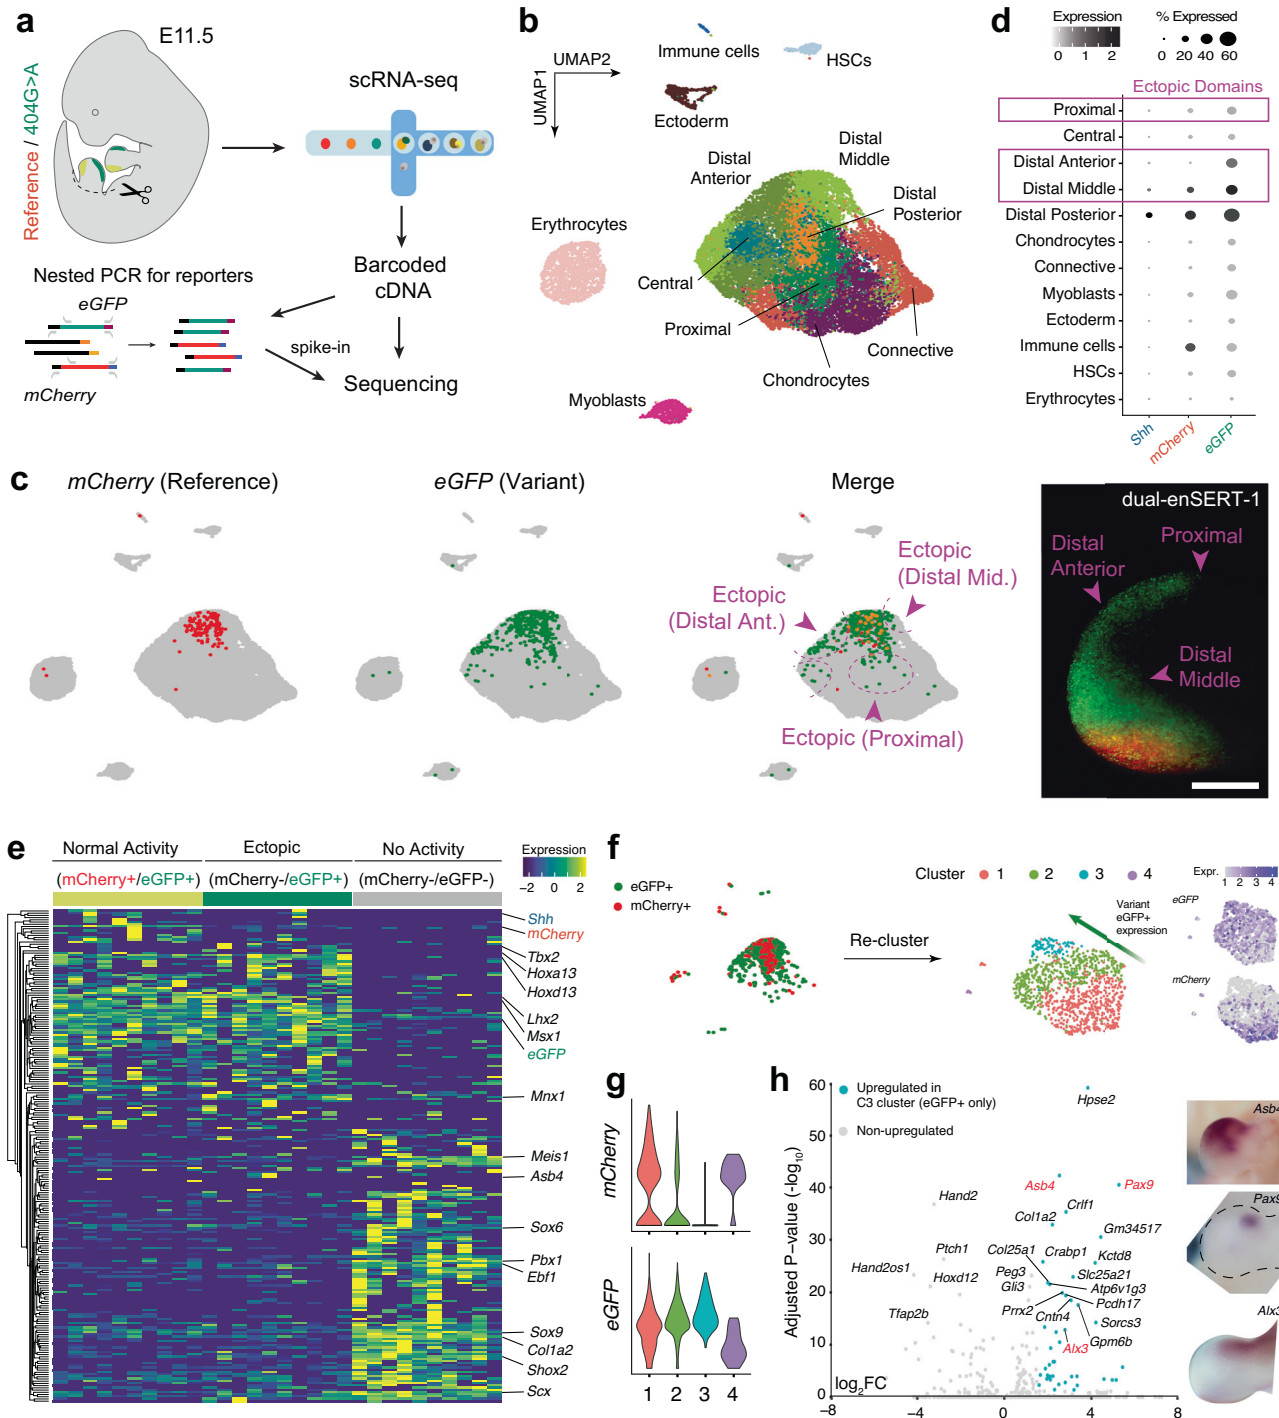 a
E11.5
Reference / 404G>A
scRNA-seq
Nested PCR for reporters
eGFP
mCherry
Barcoded
cDNA
spike-in
Sequencing
b
UMAP2
UMAP1
Immune cells
HSCs
Ectoderm
Distal
Anterior
Distal
Middle
Distal
Posterior
Erythrocytes
Central
Proximal
Connective
Chondrocytes
Myoblasts
d
Expression
0 1 2
% Expressed
0 20 40 60
Ectopic Domains
Proximal
Central
Distal Anterior
Distal Middle
Distal Posterior
Chondrocytes
Connective
Myoblasts
Ectoderm
Immune cells
HSCs
Erythrocytes
Shh
mCherry
eGFP
c
mCherry (Reference)
eGFP (Variant)
Merge
Ectopic
(Distal Mid.)
Ectopic
(Distal Ant.)
Ectopic (Proximal)
dual-enSERT-1
Proximal
Distal
Anterior
Distal
Middle
e
Normal Activity
Ectopic
No Activity
(mCherry+/eGFP+)
(mCherry-/eGFP+)
(mCherry-/eGFP-)
Expression
−2 0 2
Shh
mCherry
Tbx2
Hoxa13
Hoxd13
Lhx2
Msx1
eGFP
Mnx1
Meis1
Asb4
Sox6
Pbx1
Ebf1
Sox9
Col1a2
Shox2
Scx
f
eGFP+
mCherry+
Re-cluster
Cluster 1 2 3 4
Variant
eGFP+
expression
Expr.
1 2 3 4
eGFP
mCherry
g
mCherry
eGFP
1 2 3 4
h
Upregulated in
C3 cluster (eGFP+ only)
Non-upregulated
Adjusted P−value (-log10)
60
50
40
30
20
10
0
log2FC
−8 −4 0 4 8
Hpse2
Asb4
Pax9
Hand2
Crlf1
Col1a2
Gm34517
Ptch1
Col25a1
Crabp1
Kctd8
Hand2os1
Hoxd12
Peg3
Slc25a21
Gli3
Atp6v1g3
Pcdh17
Prrx2
Cntn4
Tfap2b
Sorcs3
Alx3
Gpm6b
Asb4
Pax9
Alx3